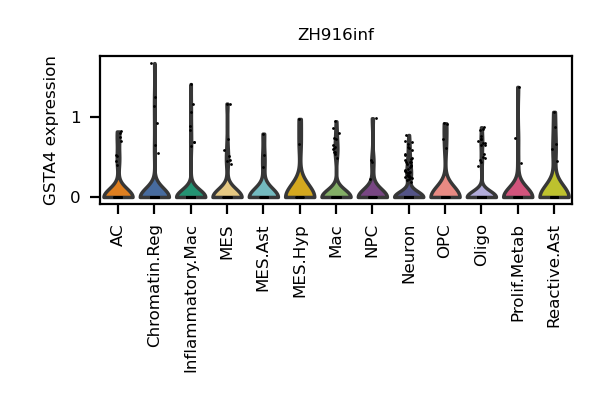 ZH916inf
GSTA4 expression
1
0
AC
Chromatin.Reg
Inflammatory.Mac
MES
MES.Ast
MES.Hyp
Mac
NPC
Neuron
OPC
Oligo
Prolif.Metab
Reactive.Ast